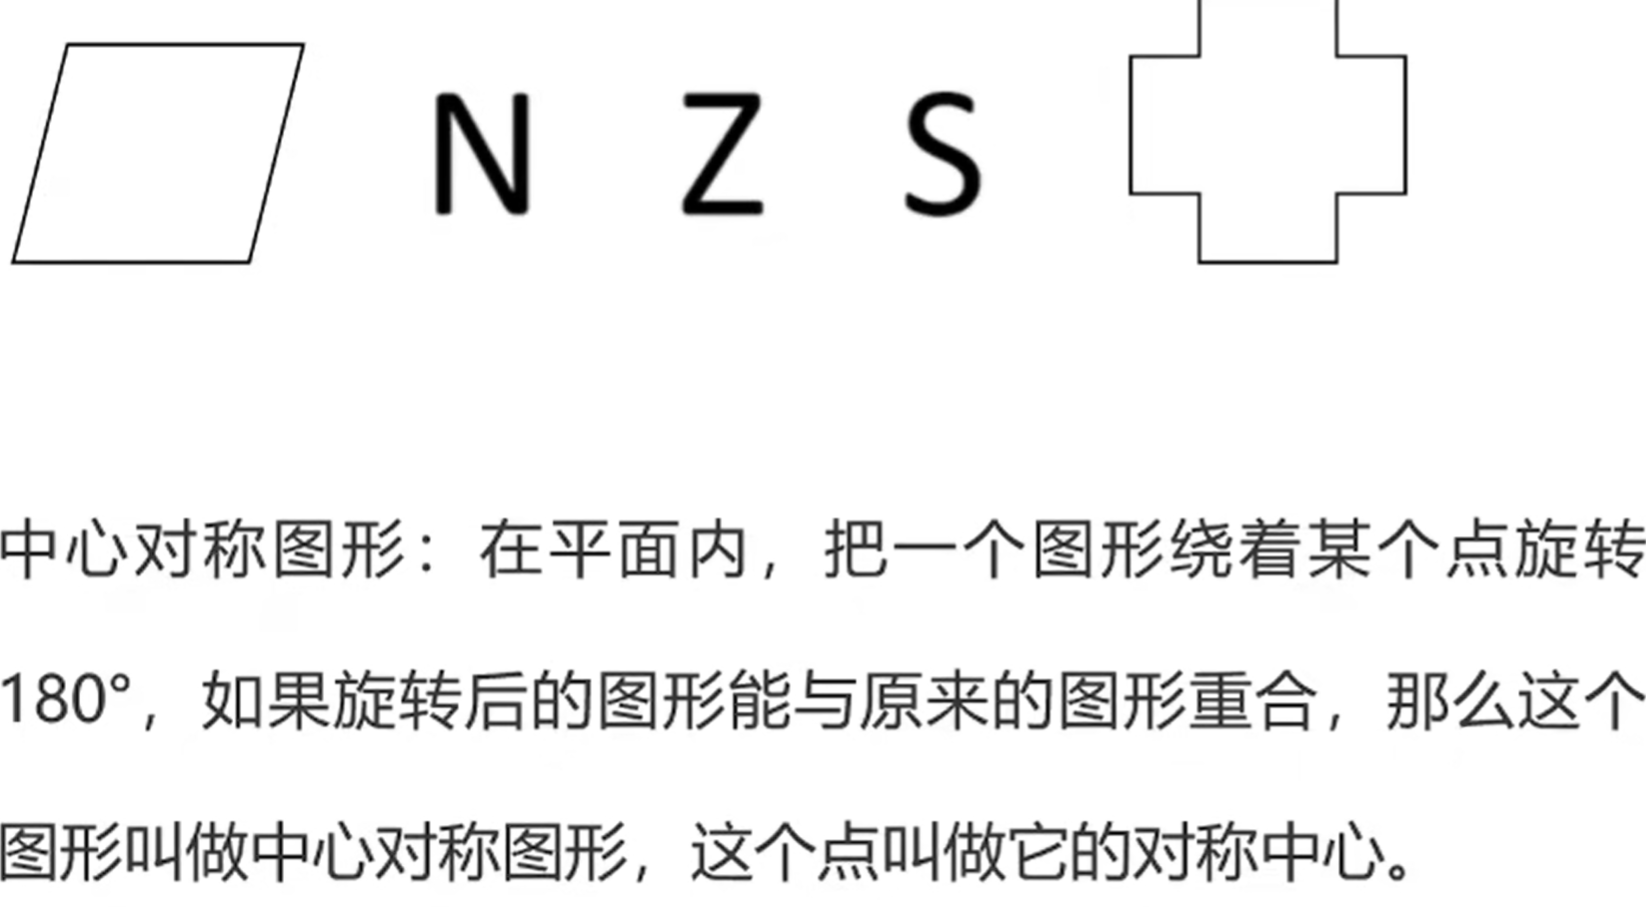 N Z S
中心对称图形：在平面内，把一个图形绕着某个点旋转
180°，如果旋转后的图形能与原来的图形重合，那么这个
图形叫做中心对称图形，这个点叫做它的对称中心。